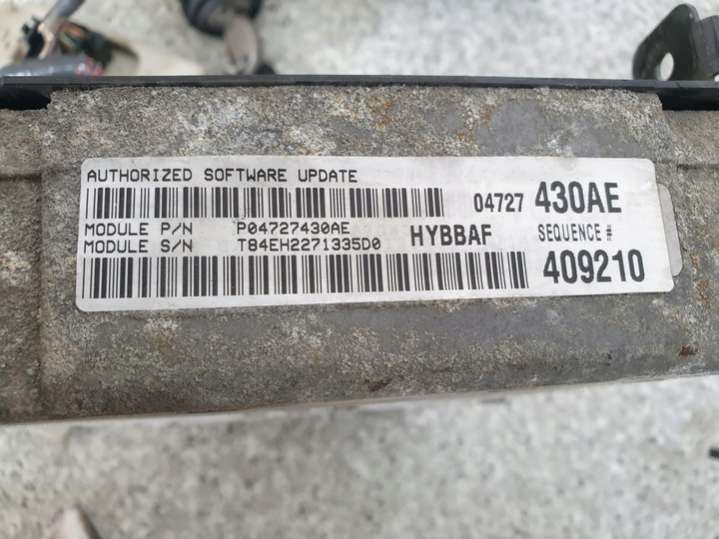 AUTHORIZED SOFTWARE UPDATE
04727 430AE
MODULE P/N P04727430AE
MODULE S/N T84EH2271335D0 HYBBAF SEQUENCE #
409210